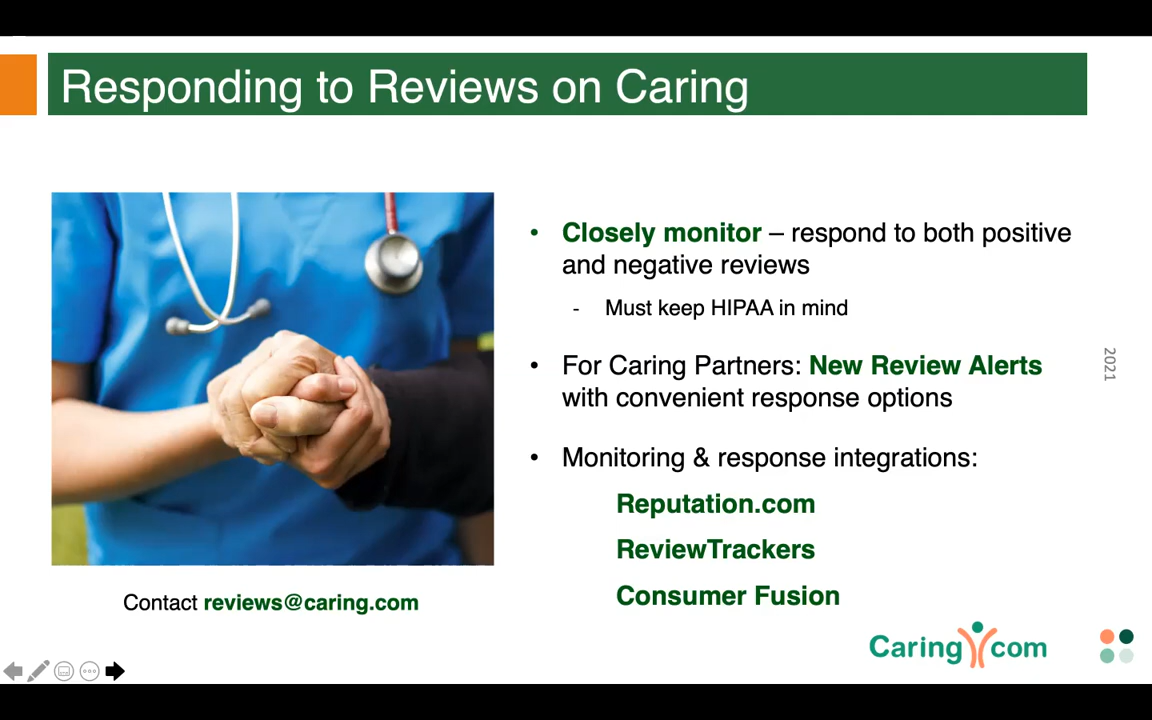 Responding to Reviews on Caring
• Closely monitor – respond to both positive
and negative reviews
- Must keep HIPAA in mind
• For Caring Partners: New Review Alerts
with convenient response options
• Monitoring & response integrations:
Reputation.com
ReviewTrackers
Consumer Fusion
Contact reviews@caring.com
2021
Caring com